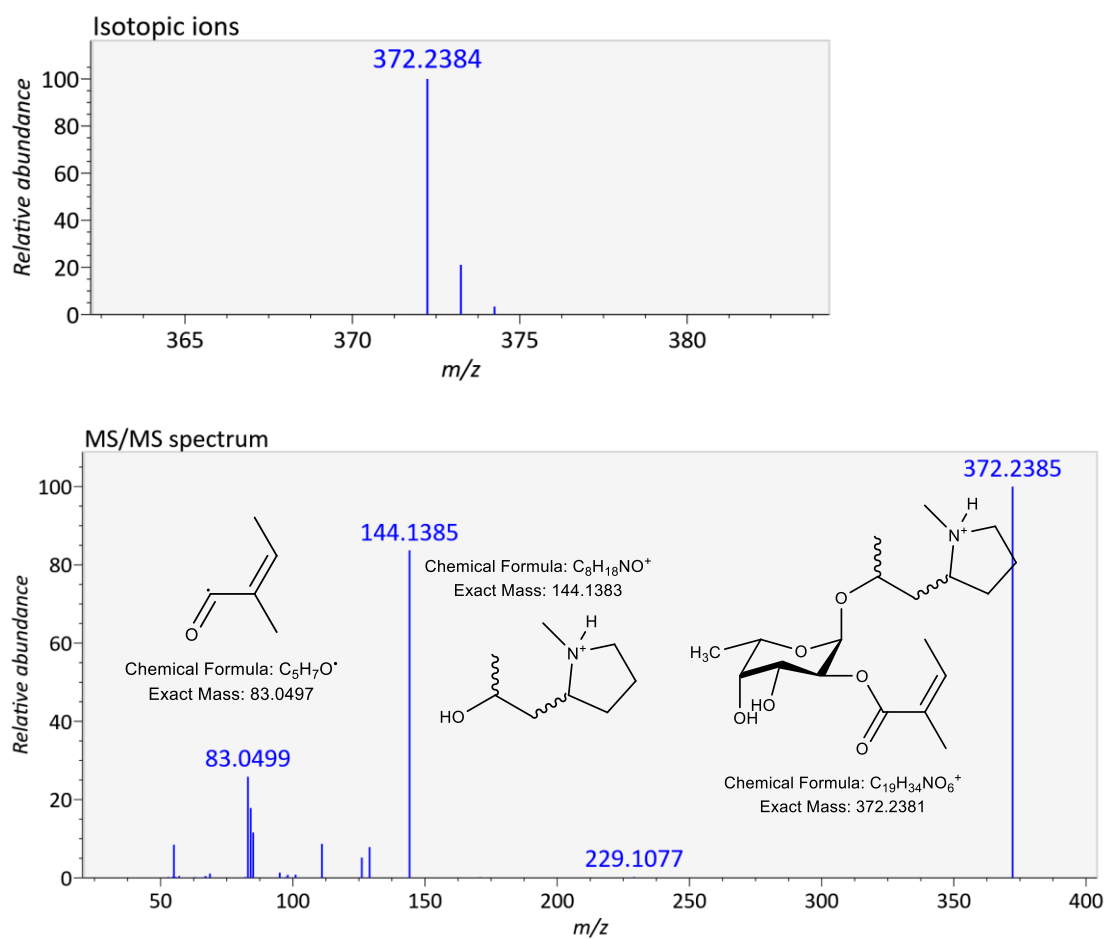 Isotopic ions
372.2384
Relative abundance
100
80
60
40
20
0
365
370
375
380
m/z
MS/MS spectrum
372.2385
Relative abundance
100
80
60
40
20
0
144.1385
Chemical Formula: C₈H₁₈NO⁺
Exact Mass: 144.1383
H
N⁺
HO
O
Chemical Formula: C₅H₇O•
Exact Mass: 83.0497
83.0499
H
N⁺
O
H₃C
O
O
HO
OH
O
Chemical Formula: C₁₉H₃₄NO₆⁺
Exact Mass: 372.2381
229.1077
50
100
150
200
250
300
350
400
m/z